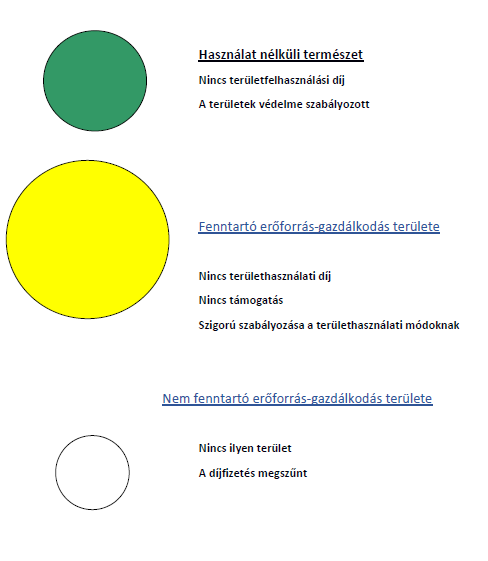 Használat nélküli természet
Nincs területfelhasználási díj
A területek védelme szabályozott
Fenntartó erőforrás-gazdálkodás területe
Nincs területhasználati díj
Nincs támogatás
Szigorú szabályozása a területhasználati módoknak
Nem fenntartó erőforrás-gazdálkodás területe
Nincs ilyen terület
A díjfizetés megszűnt